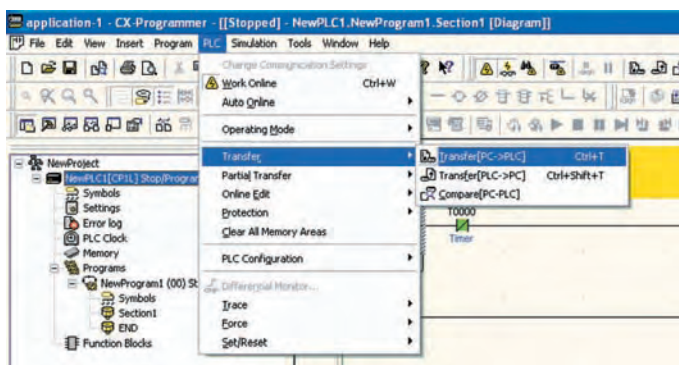 application-1 - CX-Programmer - [[Stopped] - NewPLC1.NewProgram1.Section1 [Diagram]]
File Edit View Insert Program PLC Simulation Tools Window Help
Change Communication Settings
Work Online Ctrl+W
Auto Online
Operating Mode
Transfer
Transfer[PC->PLC] Ctrl+T
Partial Transfer
Transfer[PLC->PC] Ctrl+Shift+T
Online Edit
Compare[PC-PLC]
Protection
Clear All Memory Areas
PLC Configuration
Differential Monitor...
Trace
Force
Set/Reset
NewProject
NewPLC1[CP1L] Stop/Program
Symbols
Settings
Error log
PLC Clock
Memory
Programs
NewProgram1 (00) St
Symbols
Section1
END
Function Blocks
T0000
Timer